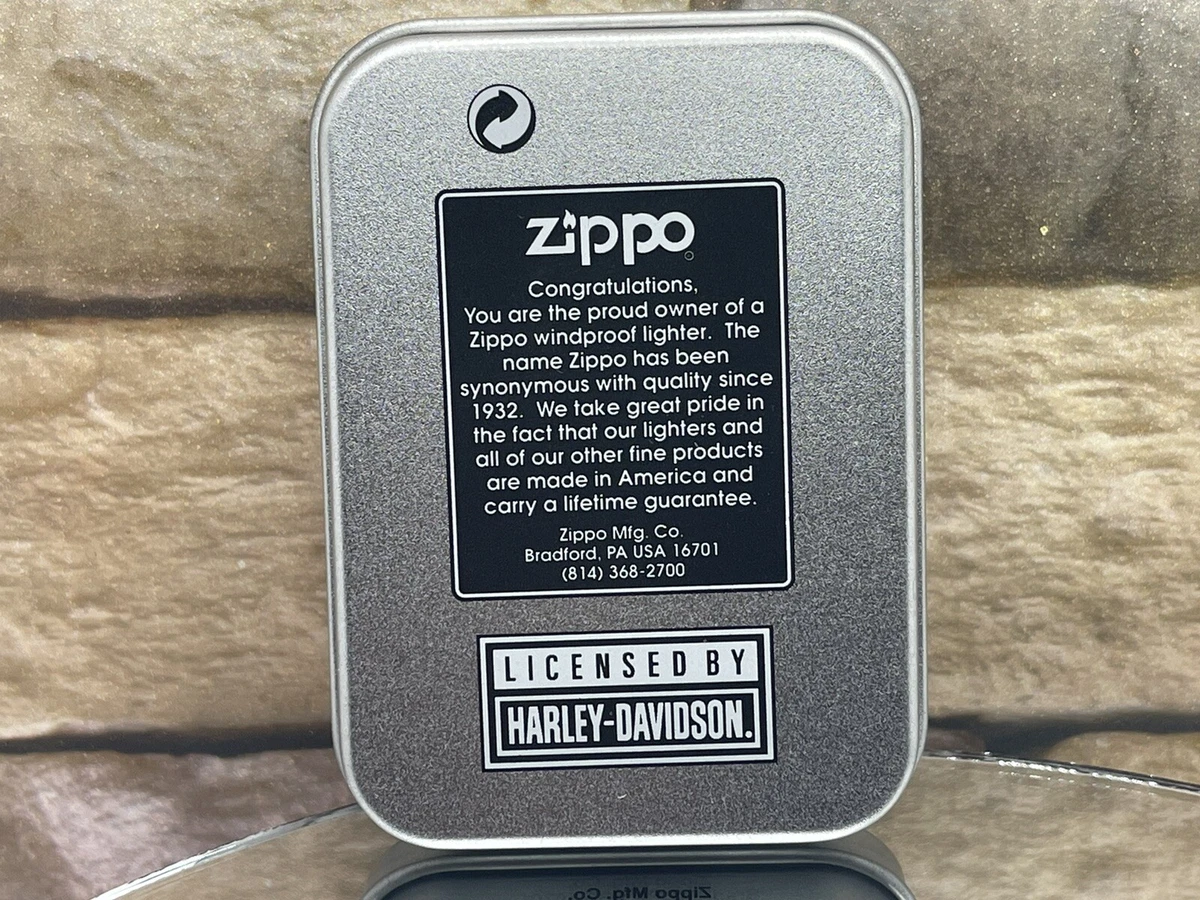 zippo
Congratulations,
You are the proud owner of a
Zippo windproof lighter. The
name Zippo has been
synonymous with quality since
1932. We take great pride in
the fact that our lighters and
all of our other fine products
are made in America and
carry a lifetime guarantee.
Zippo Mfg. Co.
Bradford, PA USA 16701
(814) 368-2700
LICENSED BY
HARLEY-DAVIDSON.
Zippo Mfg. Co.